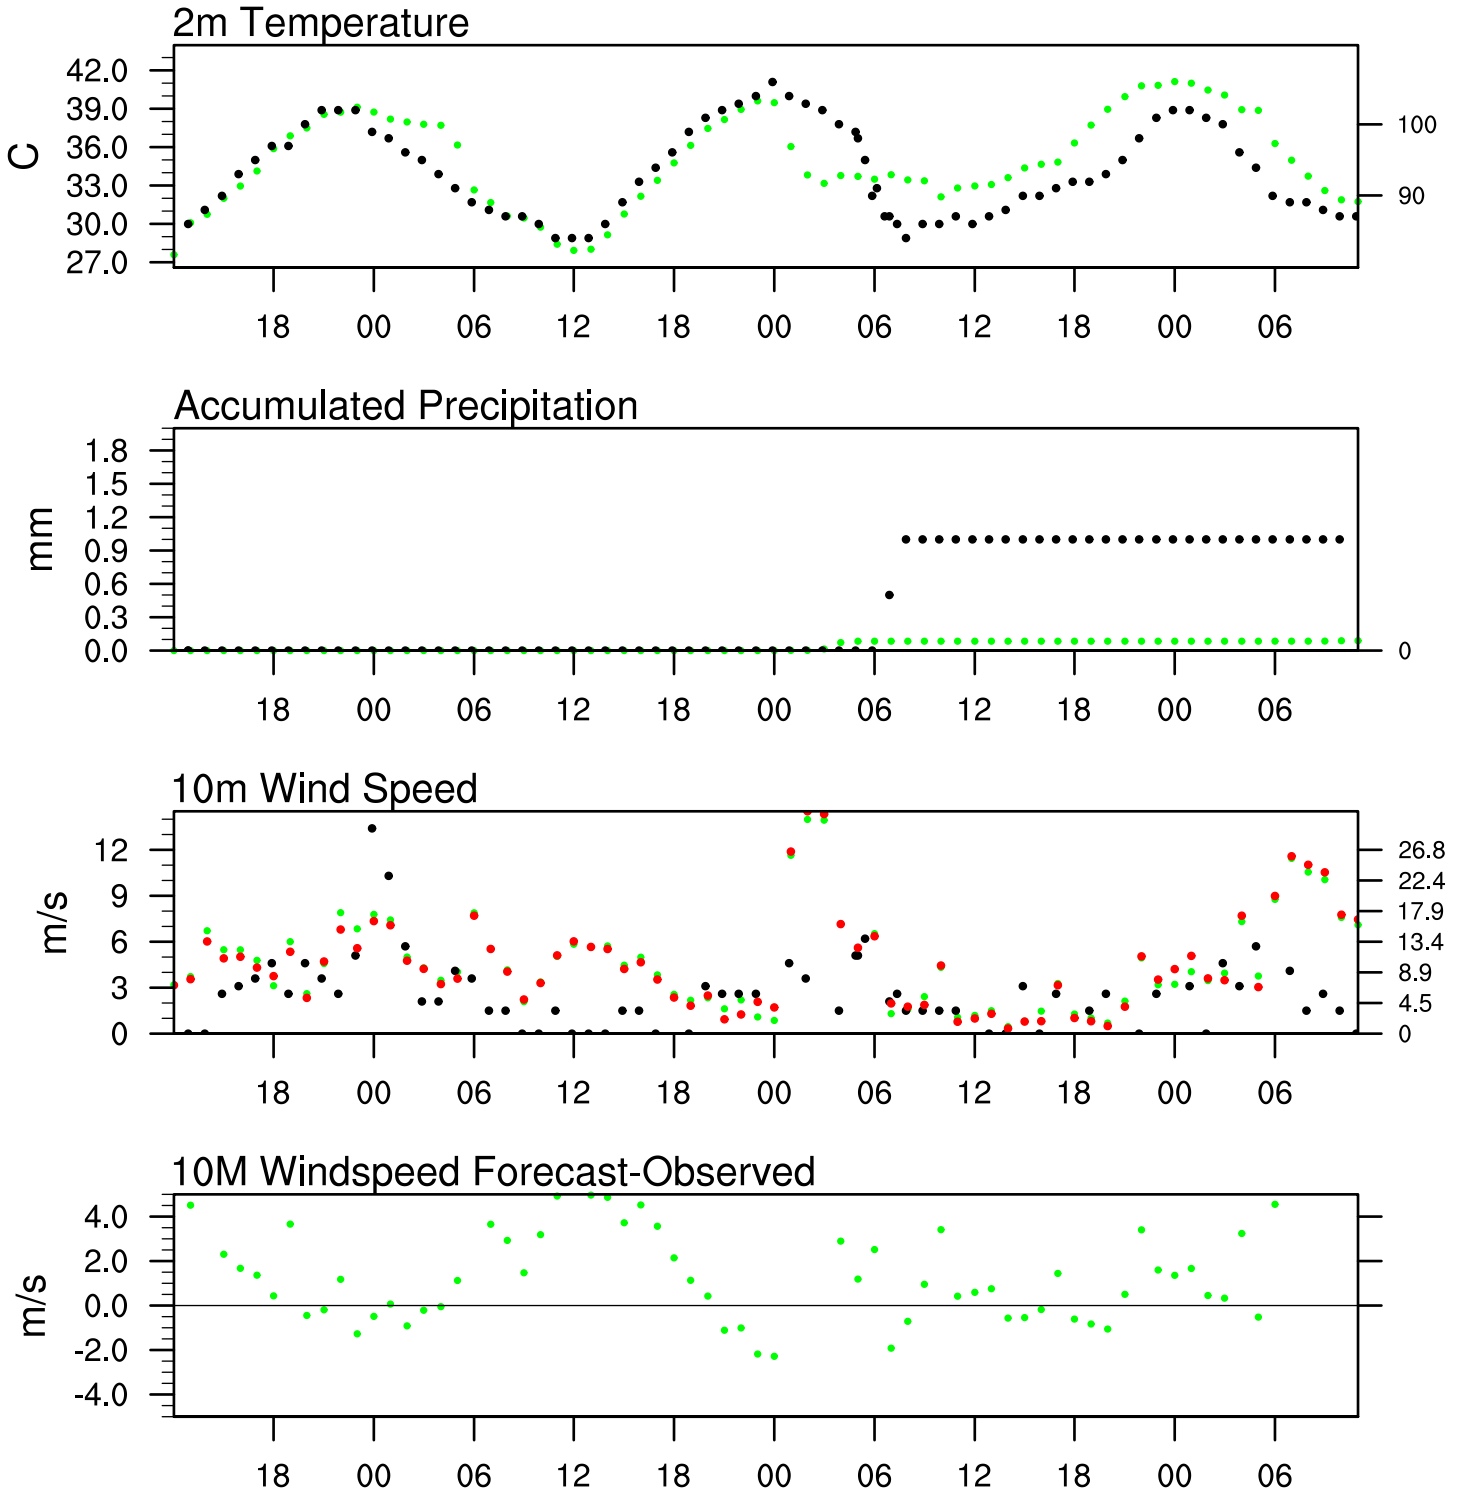 2m Temperature
42.0
39.0
36.0
33.0
30.0
27.0
C
100
90
18 00 06 12 18 00 06 12 18 00 06
Accumulated Precipitation
1.8
1.5
1.2
0.9
0.6
0.3
0.0
mm
0
18 00 06 12 18 00 06 12 18 00 06
10m Wind Speed
12
9
6
3
0
m/s
26.8
22.4
17.9
13.4
8.9
4.5
0
18 00 06 12 18 00 06 12 18 00 06
10M Windspeed Forecast-Observed
4.0
2.0
0.0
-2.0
-4.0
m/s
18 00 06 12 18 00 06 12 18 00 06